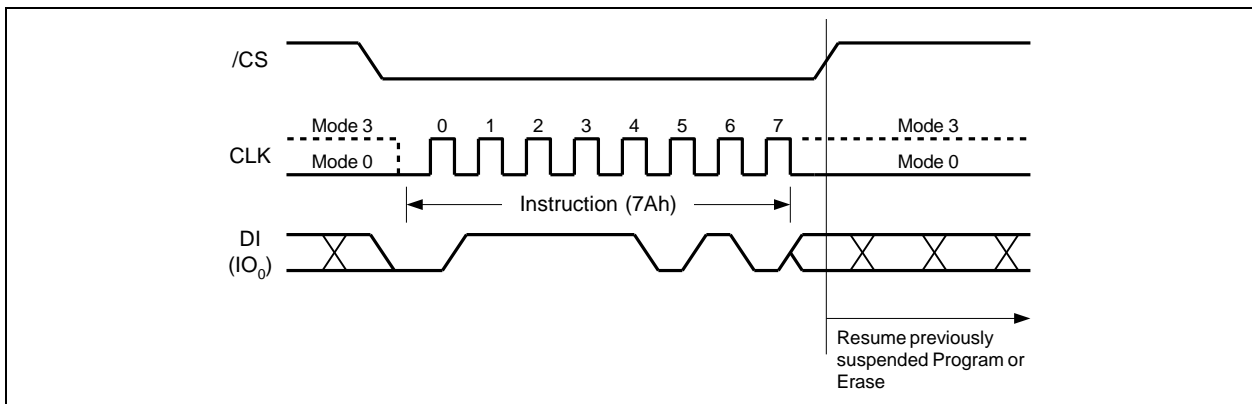 /CS
Mode 3
0 1 2 3 4 5 6 7
Mode 3
CLK
Mode 0
Mode 0
Instruction (7Ah)
DI
(IO0)
Resume previously
suspended Program or
Erase